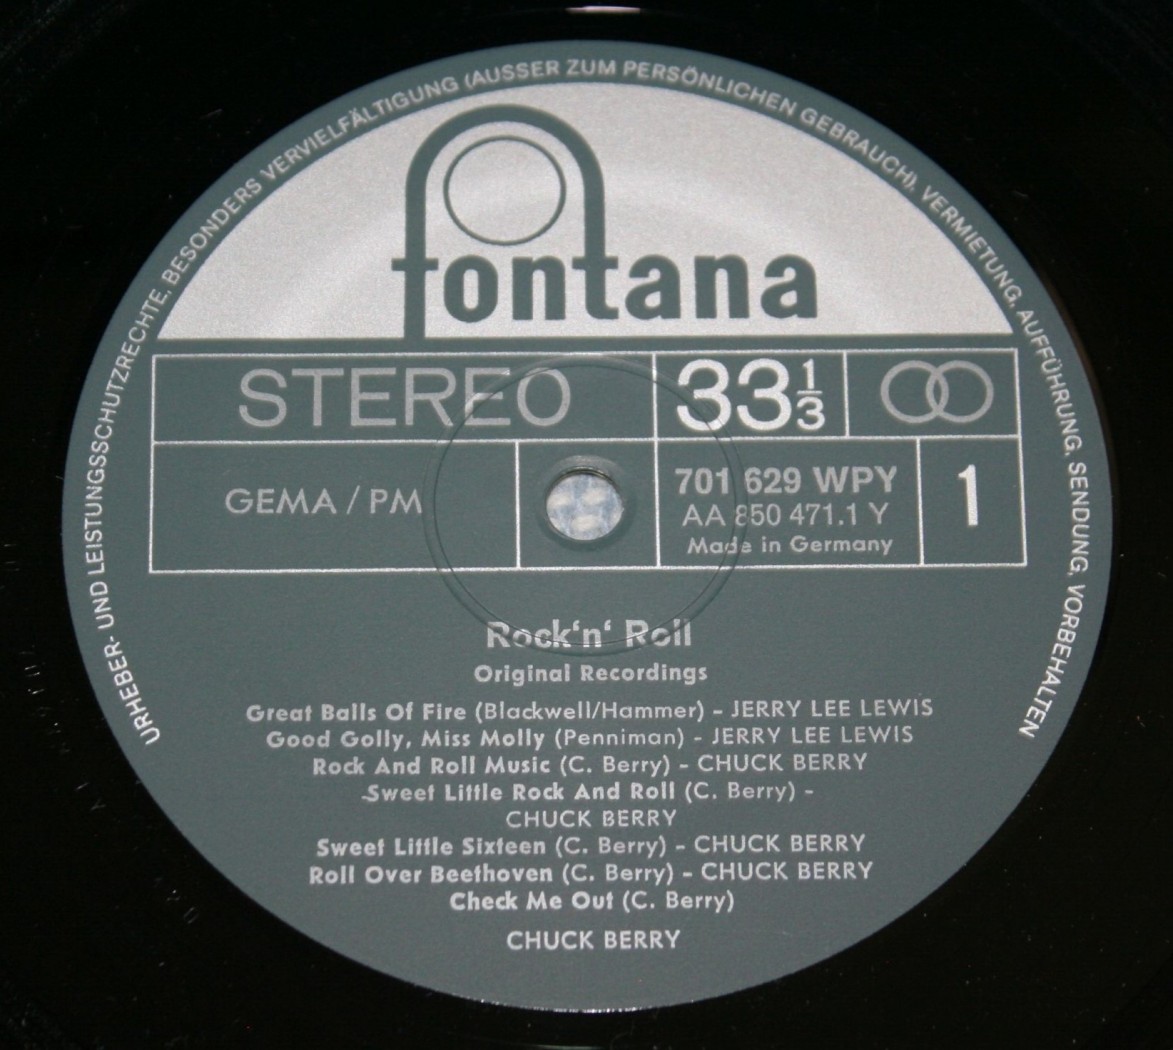 URHEBER- UND LEISTUNGSSCHUTZRECHTE, BESONDERS VERVIELFÄLTIGUNG (AUSSER ZUM PERSÖNLICHEN GEBRAUCH), VERMIETUNG, AUFFÜHRUNG, SENDUNG, VORBEHALTEN
fontana
STEREO
33 1/3
GEMA / PM
701 629 WPY
AA 850 471.1 Y
Made in Germany
1
Rock‘n‘ Roll
Original Recordings
Great Balls Of Fire (Blackwell/Hammer) – JERRY LEE LEWIS
Good Golly, Miss Molly (Penniman) – JERRY LEE LEWIS
Rock And Roll Music (C. Berry) – CHUCK BERRY
Sweet Little Rock And Roll (C. Berry) –
CHUCK BERRY
Sweet Little Sixteen (C. Berry) – CHUCK BERRY
Roll Over Beethoven (C. Berry) – CHUCK BERRY
Check Me Out (C. Berry)
CHUCK BERRY